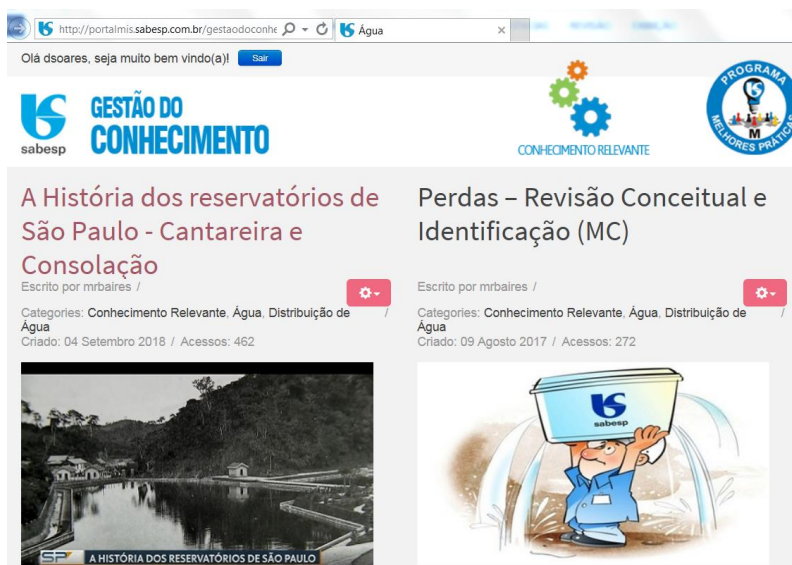 http://portalmis.sabesp.com.br/gestaodoconhe
Água
Olá dsoares, seja muito bem vindo(a)! Sair
sabesp
GESTÃO DO
CONHECIMENTO
CONHECIMENTO RELEVANTE
PROGRAMA
MELHORES PRÁTICAS
M
A História dos reservatórios de
São Paulo - Cantareira e
Consolação
Escrito por mrbaires /
Categories: Conhecimento Relevante, Água, Distribuição de /
Água
Criado: 04 Setembro 2018 / Acessos: 462
SP
A HISTÓRIA DOS RESERVATÓRIOS DE SÃO PAULO
Perdas – Revisão Conceitual e
Identificação (MC)
Escrito por mrbaires /
Categories: Conhecimento Relevante, Água, Distribuição de /
Água
Criado: 09 Agosto 2017 / Acessos: 272
sabesp